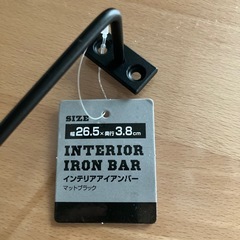 SIZE
幅26.5×奥行3.8cm
INTERIOR
IRON BAR
インテリアアイアンバー
マットブラック